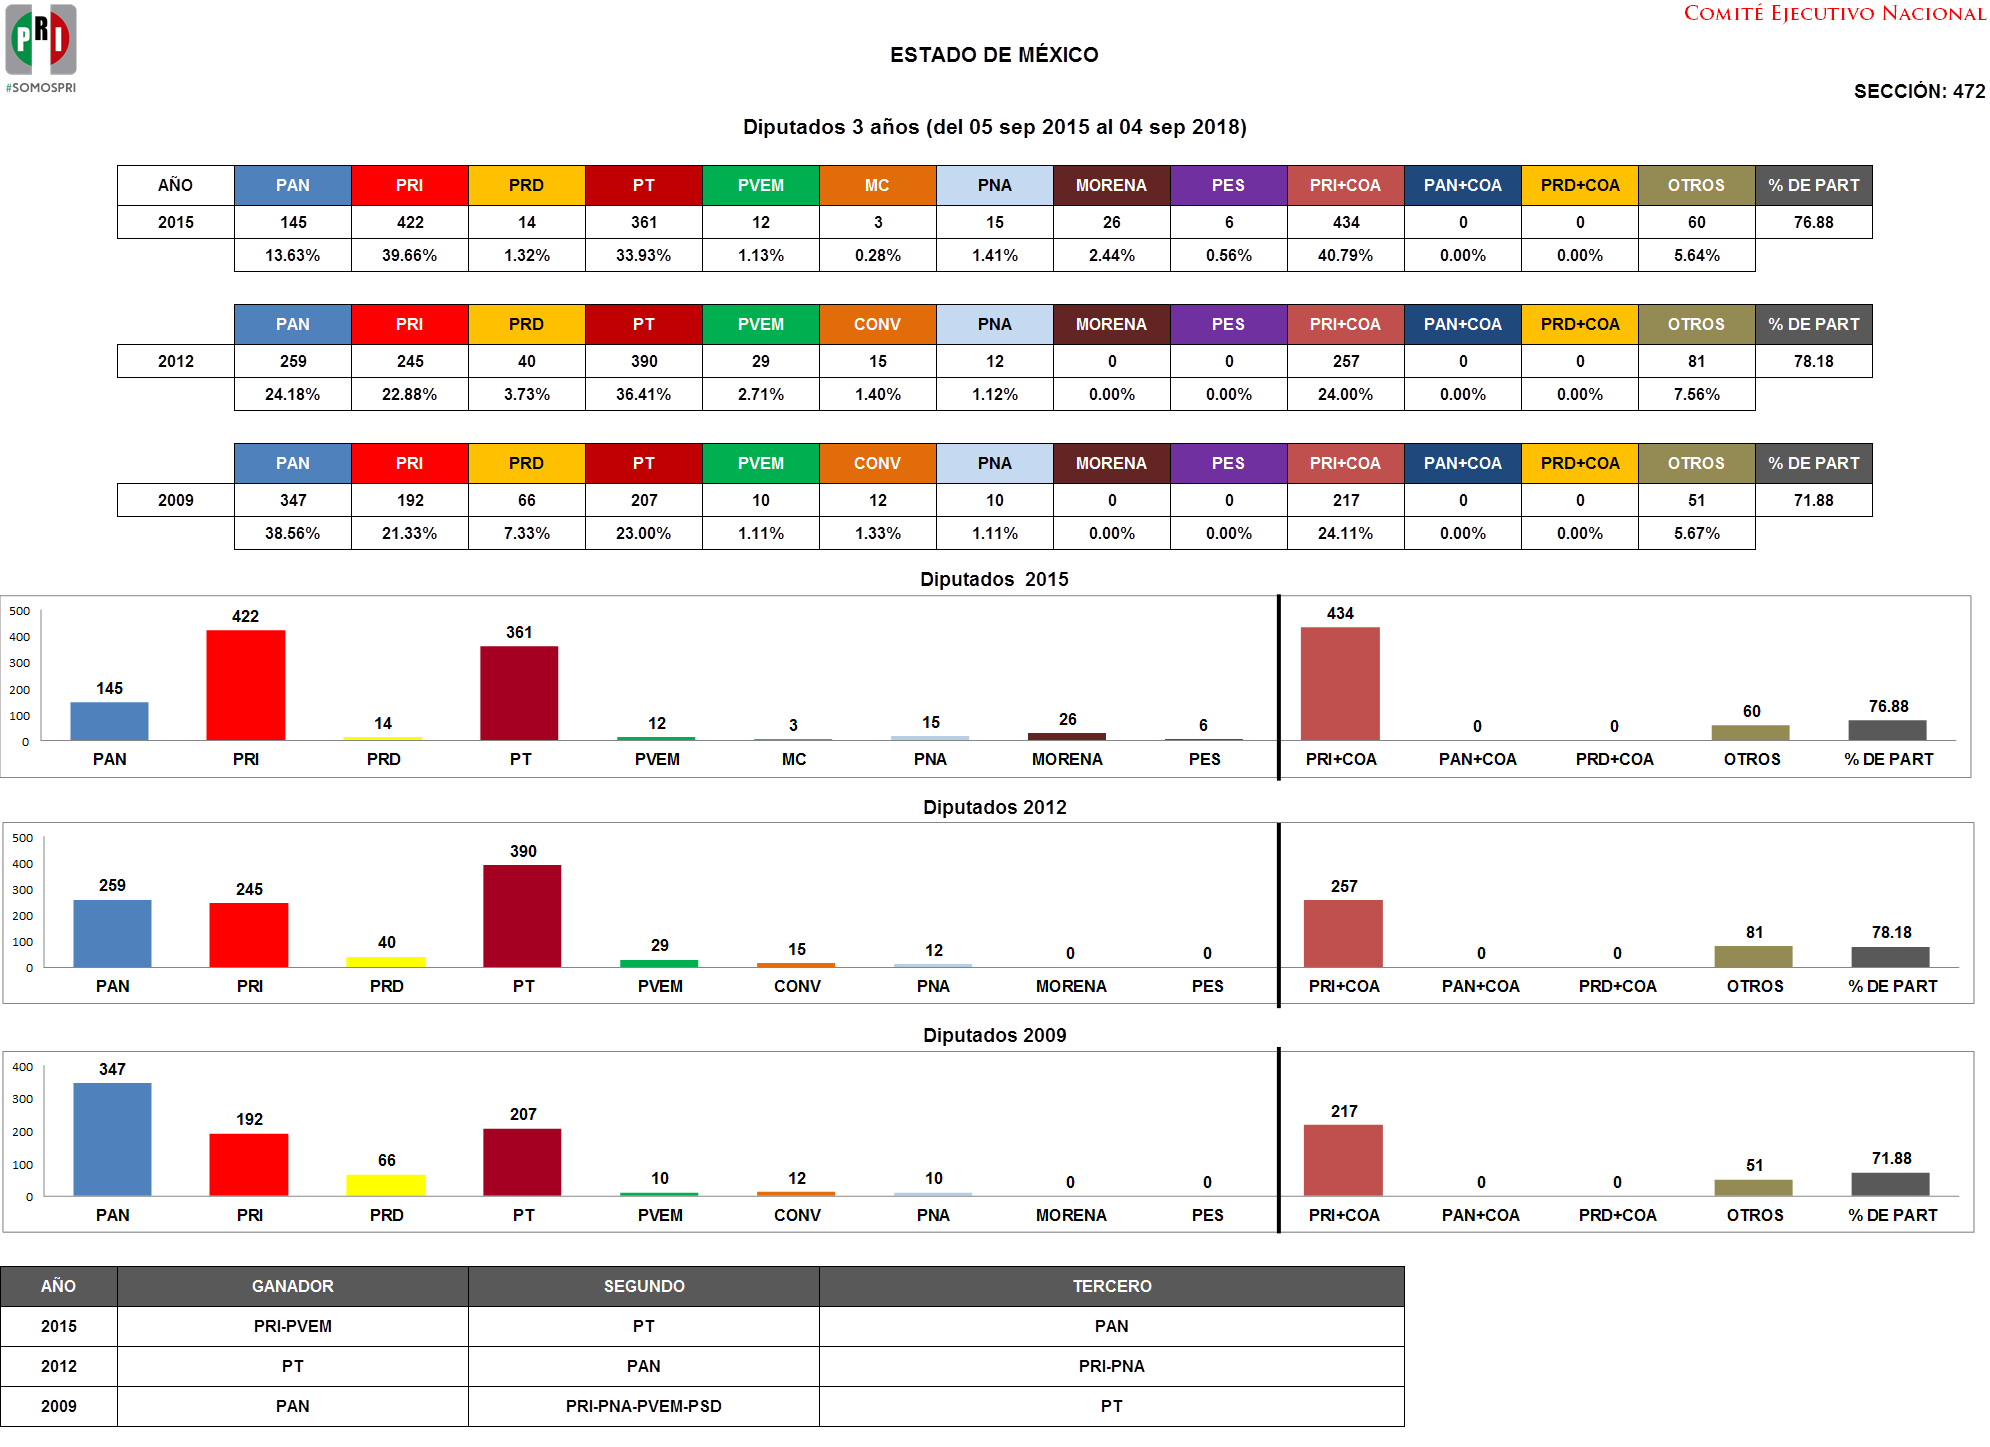 PRI
#SOMOSPRI
COMITÉ EJECUTIVO NACIONAL
ESTADO DE MÉXICO
SECCIÓN: 472
Diputados 3 años (del 05 sep 2015 al 04 sep 2018)
AÑO PAN PRI PRD PT PVEM MC PNA MORENA PES PRI+COA PAN+COA PRD+COA OTROS % DE PART
2015 145 422 14 361 12 3 15 26 6 434 0 0 60 76.88
13.63% 39.66% 1.32% 33.93% 1.13% 0.28% 1.41% 2.44% 0.56% 40.79% 0.00% 0.00% 5.64%
PAN PRI PRD PT PVEM CONV PNA MORENA PES PRI+COA PAN+COA PRD+COA OTROS % DE PART
2012 259 245 40 390 29 15 12 0 0 257 0 0 81 78.18
24.18% 22.88% 3.73% 36.41% 2.71% 1.40% 1.12% 0.00% 0.00% 24.00% 0.00% 0.00% 7.56%
PAN PRI PRD PT PVEM CONV PNA MORENA PES PRI+COA PAN+COA PRD+COA OTROS % DE PART
2009 347 192 66 207 10 12 10 0 0 217 0 0 51 71.88
38.56% 21.33% 7.33% 23.00% 1.11% 1.33% 1.11% 0.00% 0.00% 24.11% 0.00% 0.00% 5.67%
Diputados 2015
500
400
300
200
100
0
145 422 14 361 12 3 15 26 6 434 0 0 60 76.88
PAN PRI PRD PT PVEM MC PNA MORENA PES PRI+COA PAN+COA PRD+COA OTROS % DE PART
Diputados 2012
500
400
300
200
100
0
259 245 40 390 29 15 12 0 0 257 0 0 81 78.18
PAN PRI PRD PT PVEM CONV PNA MORENA PES PRI+COA PAN+COA PRD+COA OTROS % DE PART
Diputados 2009
400
300
200
100
0
347 192 66 207 10 12 10 0 0 217 0 0 51 71.88
PAN PRI PRD PT PVEM CONV PNA MORENA PES PRI+COA PAN+COA PRD+COA OTROS % DE PART
AÑO GANADOR SEGUNDO TERCERO
2015 PRI-PVEM PT PAN
2012 PT PAN PRI-PNA
2009 PAN PRI-PNA-PVEM-PSD PT